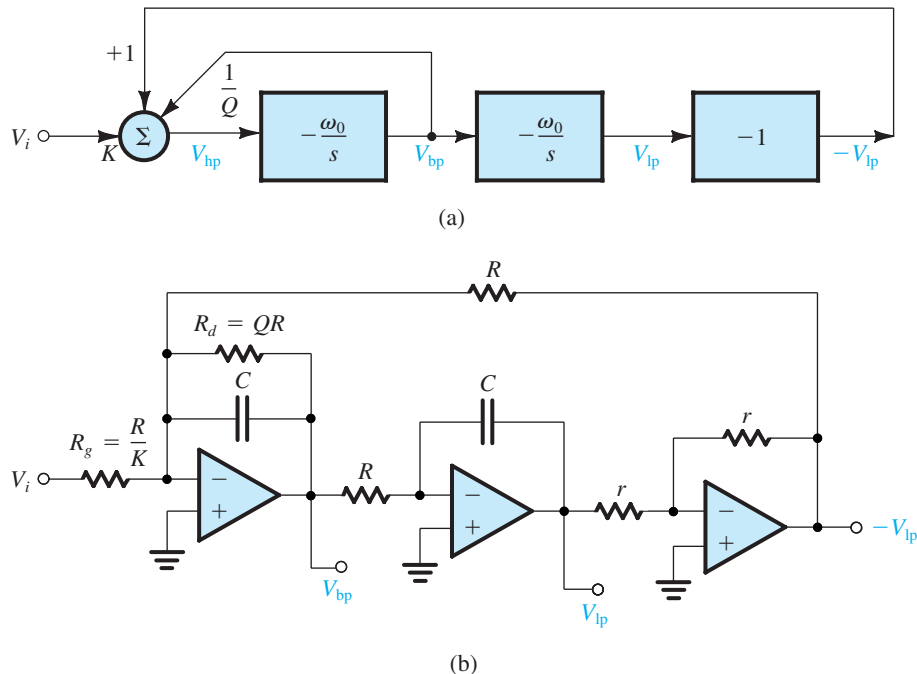 +1
1/Q
V_i
K
Σ
V_hp
−ω_0/s
V_bp
−ω_0/s
V_lp
−1
−V_lp
(a)
R
R_d = QR
C
C
R_g = R/K
r
V_i
−
+
R
−
+
r
−
+
−V_lp
V_bp
V_lp
(b)